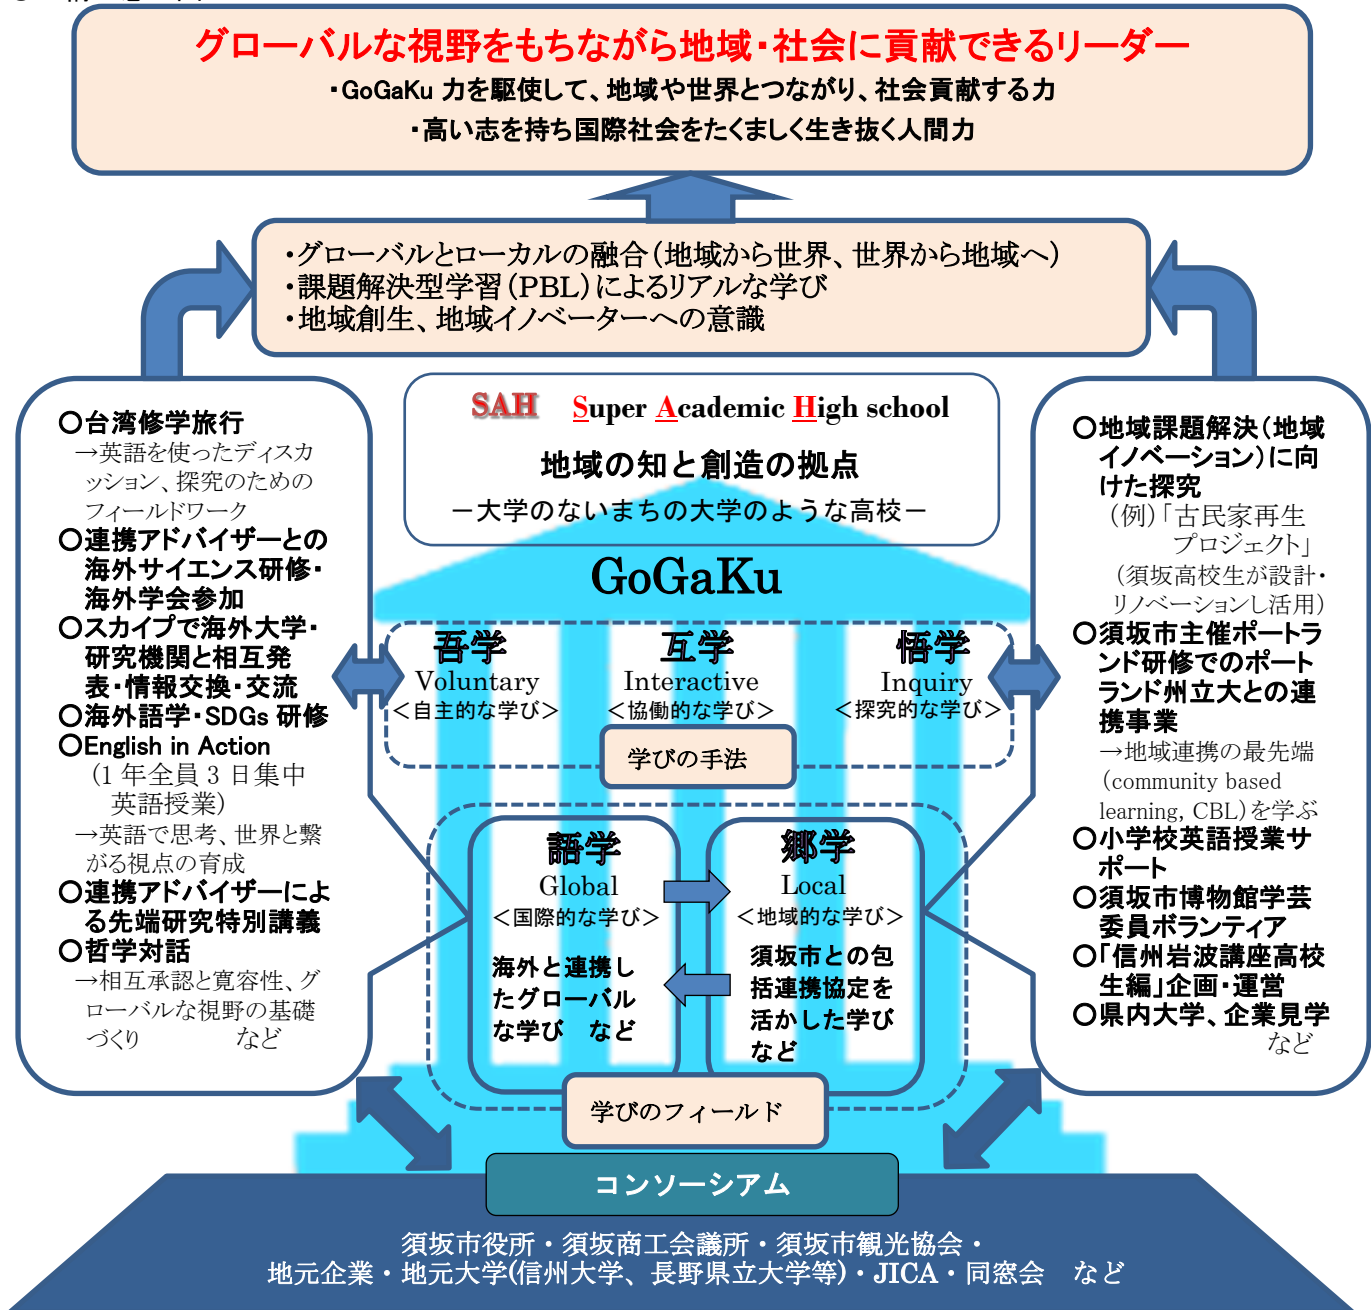 グローバルな視野をもちながら地域・社会に貢献できるリーダー
・GoGaKu 力を駆使して、地域や世界とつながり、社会貢献する力
・高い志を持ち国際社会をたくましく生き抜く人間力
・グローバルとローカルの融合（地域から世界、世界から地域へ）
・課題解決型学習（PBL）によるリアルな学び
・地域創生、地域イノベーターへの意識
SAH Super Academic High school
地域の知と創造の拠点
－大学のないまちの大学のような高校－
GoGaKu
〇台湾修学旅行
→英語を使ったディスカ
ッション、探究のための
フィールドワーク
〇連携アドバイザーとの
海外サイエンス研修・
海外学会参加
〇スカイプで海外大学・
研究機関と相互発
表・情報交換・交流
〇海外語学・SDGs 研修
〇English in Action
（1 年全員 3 日集中
英語授業）
→英語で思考、世界と繋
がる視点の育成
〇連携アドバイザーによ
る先端研究特別講義
〇哲学対話
→相互承認と寛容性、グ
ローバルな視野の基礎
づくり など
吾学
Voluntary
＜自主的な学び＞
互学
Interactive
＜協働的な学び＞
悟学
Inquiry
＜探究的な学び＞
学びの手法
語学
Global
＜国際的な学び＞
海外と連携し
たグローバル
な学び など
郷学
Local
＜地域的な学び＞
須坂市との包
括連携協定を
活かした学び
など
学びのフィールド
〇地域課題解決（地域
イノベーション）に向
けた探究
（例）「古民家再生
プロジェクト」
（須坂高校生が設計・
リノベーションし活用）
〇須坂市主催ポートラ
ンド研修でのポート
ランド州立大との連
携事業
→地域連携の最先端
（community based
learning, CBL）を学ぶ
〇小学校英語授業サ
ポート
〇須坂市博物館学芸
委員ボランティア
〇「信州岩波講座高校
生編」企画・運営
〇県内大学、企業見学
など
コンソーシアム
須坂市役所・須坂商工会議所・須坂市観光協会・
地元企業・地元大学(信州大学、長野県立大学等)・JICA・同窓会 など